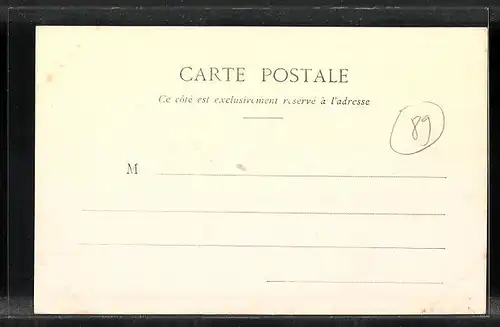 CARTE POSTALE
Ce côté est exclusivement réservé à l'adresse
89
M